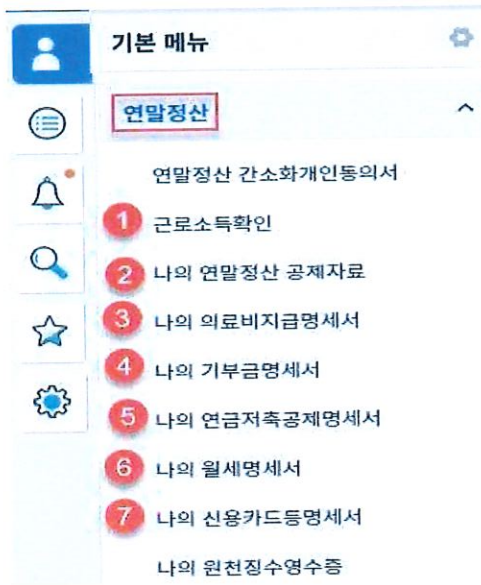 기본 메뉴
연말정산
연말정산 간소화개인동의서
1 근로소득확인
2 나의 연말정산 공제자료
3 나의 의료비지급명세서
4 나의 기부금명세서
5 나의 연금저축공제명세서
6 나의 월세명세서
7 나의 신용카드등명세서
나의 원천징수영수증